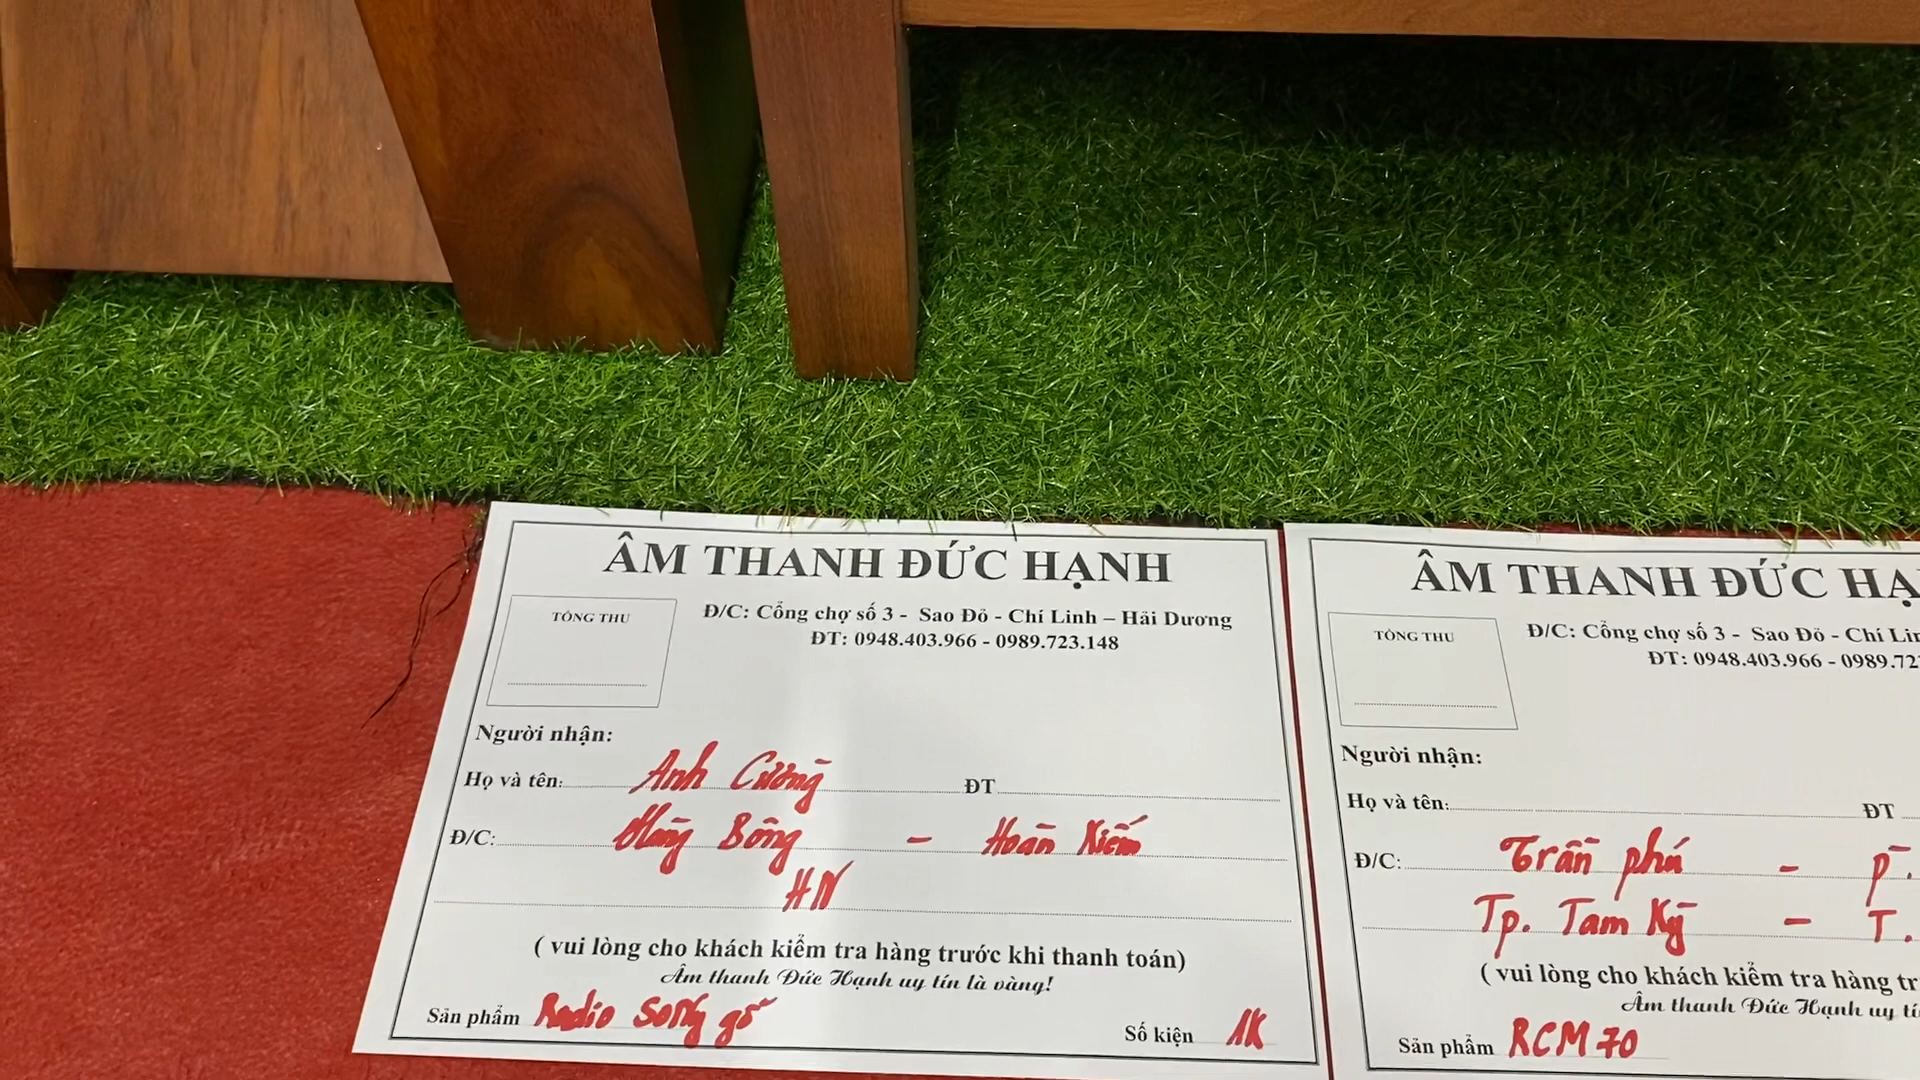 ÂM THANH ĐỨC HẠNH
TỔNG THU
Đ/C: Cổng chợ số 3 - Sao Đỏ - Chí Linh – Hải Dương
ĐT: 0948.403.966 - 0989.723.148
Người nhận:
Họ và tên: Anh Cường ĐT
Đ/C: Hàng Bông - Hoàn Kiếm
HN
( vui lòng cho khách kiểm tra hàng trước khi thanh toán)
Âm thanh Đức Hạnh uy tín là vàng!
Sản phẩm Radio song gỗ Số kiện 1K
ÂM THANH ĐỨC HẠ
TỔNG THU
Đ/C: Cổng chợ số 3 - Sao Đỏ - Chí Li
ĐT: 0948.403.966 - 0989.72
Người nhận:
Họ và tên: ĐT
Đ/C: Trần phú - P.
Tp. Tam Kỳ - T.
( vui lòng cho khách kiểm tra hàng tr
Âm thanh Đức Hạnh uy tí
Sản phẩm RCM 70